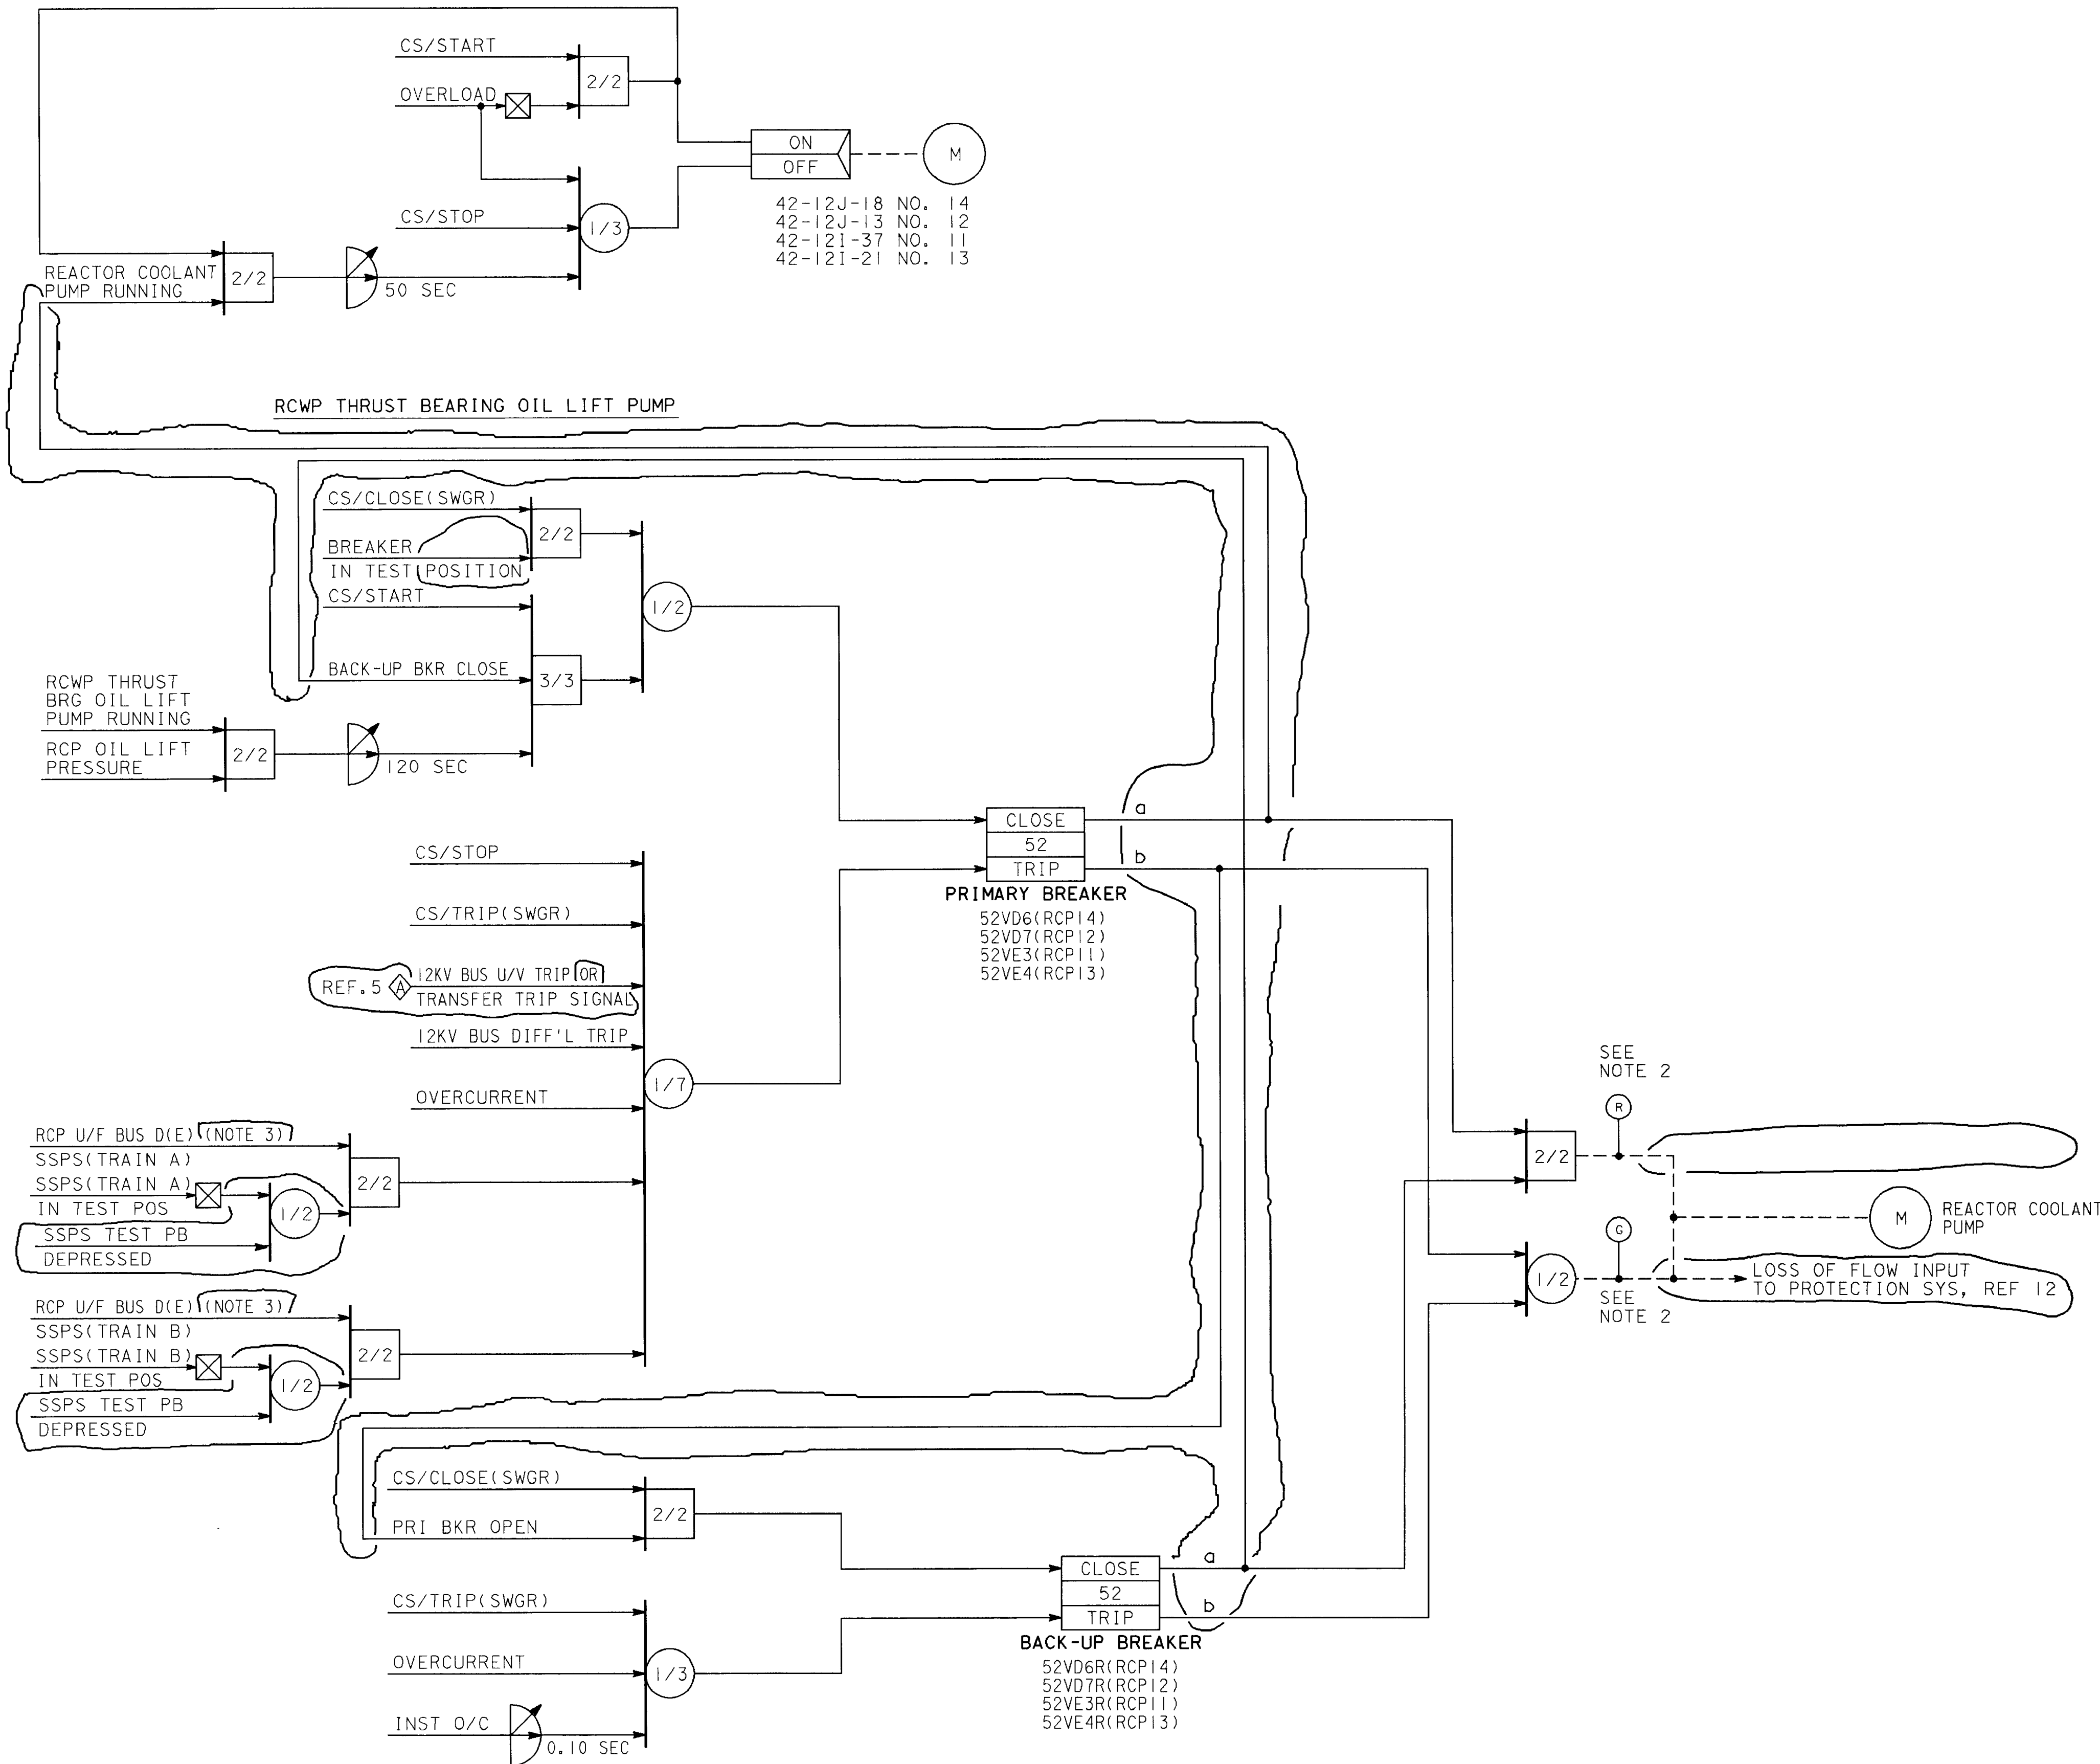 CS/START
2/2
OVERLOAD
ON
OFF
M
CS/STOP
1/3
42-12J-18 NO. 14
42-12J-13 NO. 12
42-12I-37 NO. 11
42-12I-21 NO. 13
REACTOR COOLANT
PUMP RUNNING
2/2
50 SEC
RCWP THRUST BEARING OIL LIFT PUMP
CS/CLOSE(SWGR)
2/2
BREAKER
IN TEST POSITION
CS/START
1/2
BACK-UP BKR CLOSE
3/3
RCWP THRUST
BRG OIL LIFT
PUMP RUNNING
RCP OIL LIFT
PRESSURE
2/2
120 SEC
CLOSE
52
TRIP
a
b
PRIMARY BREAKER
52VD6(RCP14)
52VD7(RCP12)
52VE3(RCP11)
52VE4(RCP13)
CS/STOP
CS/TRIP(SWGR)
REF.5 A 12KV BUS U/V TRIP OR
TRANSFER TRIP SIGNAL
12KV BUS DIFF'L TRIP
1/7
OVERCURRENT
RCP U/F BUS D(E) (NOTE 3)
SSPS(TRAIN A)
2/2
SSPS(TRAIN A)
IN TEST POS
1/2
SSPS TEST PB
DEPRESSED
RCP U/F BUS D(E) (NOTE 3)
SSPS(TRAIN B)
2/2
SSPS(TRAIN B)
IN TEST POS
1/2
SSPS TEST PB
DEPRESSED
SEE
NOTE 2
R
2/2
M
REACTOR COOLANT
PUMP
G
1/2
LOSS OF FLOW INPUT
TO PROTECTION SYS, REF 12
SEE
NOTE 2
CS/CLOSE(SWGR)
2/2
PRI BKR OPEN
CLOSE
52
TRIP
a
b
BACK-UP BREAKER
52VD6R(RCP14)
52VD7R(RCP12)
52VE3R(RCP11)
52VE4R(RCP13)
CS/TRIP(SWGR)
OVERCURRENT
1/3
INST O/C
0.10 SEC